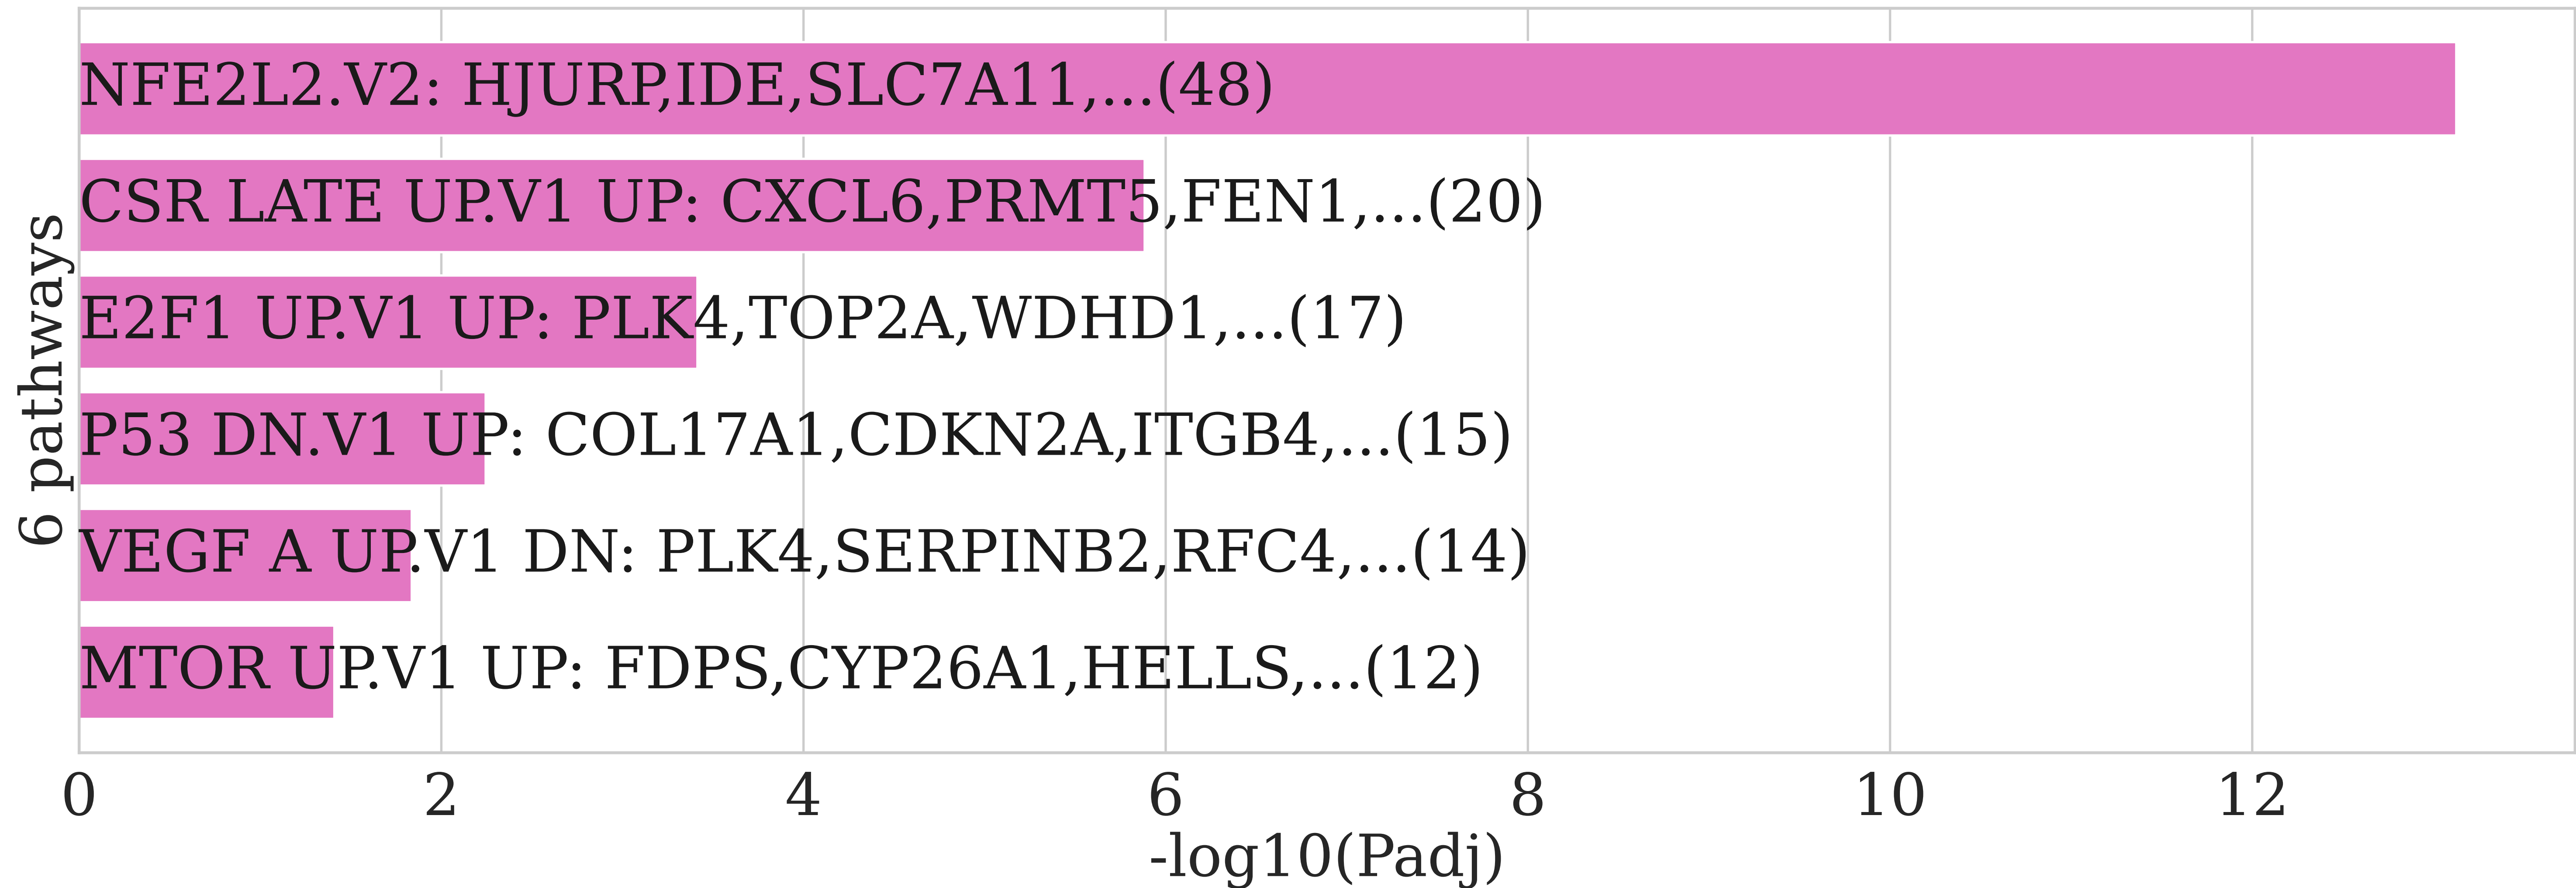 NFE2L2.V2: HJURP,IDE,SLC7A11,...(48)
CSR LATE UP.V1 UP: CXCL6,PRMT5,FEN1,...(20)
E2F1 UP.V1 UP: PLK4,TOP2A,WDHD1,...(17)
P53 DN.V1 UP: COL17A1,CDKN2A,ITGB4,...(15)
VEGF A UP.V1 DN: PLK4,SERPINB2,RFC4,...(14)
MTOR UP.V1 UP: FDPS,CYP26A1,HELLS,...(12)
6 pathways
0 2 4 6 8 10 12
-log10(Padj)